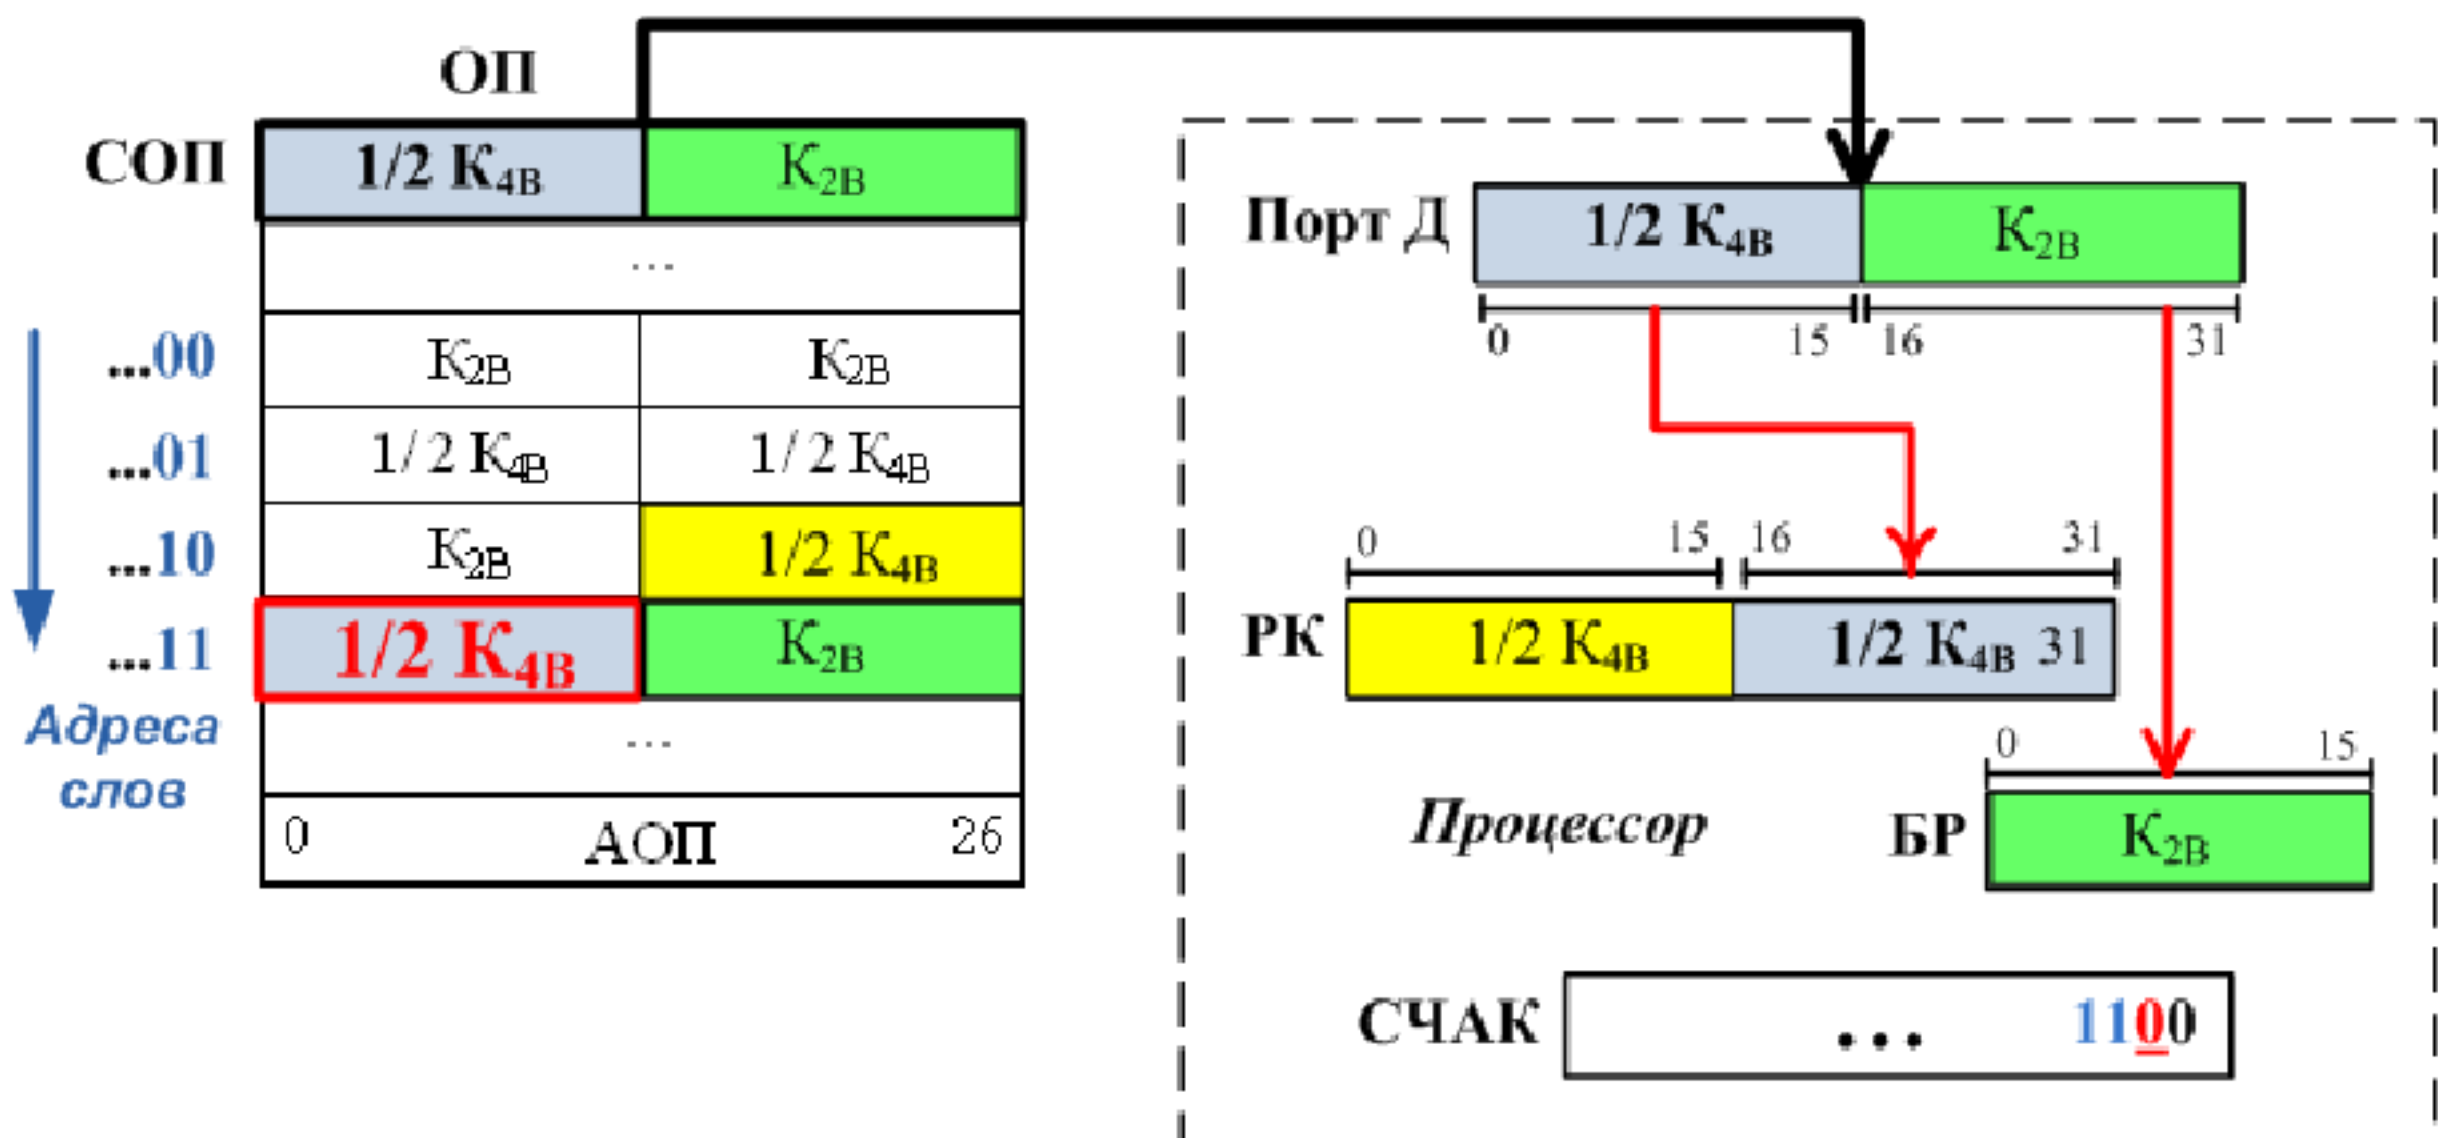 ОП
СОП 1/2 К4В К2В
...
...00 К2В К2В
...01 1/2 К4В 1/2 К4В
...10 К2В 1/2 К4В
...11 1/2 К4В К2В
Адреса
слов
...
0 АОП 26
Порт Д 1/2 К4В К2В
0 15 16 31
0 15 16 31
РК 1/2 К4В 1/2 К4В 31
0 15
Процессор БР К2В
СЧАК ... 1100